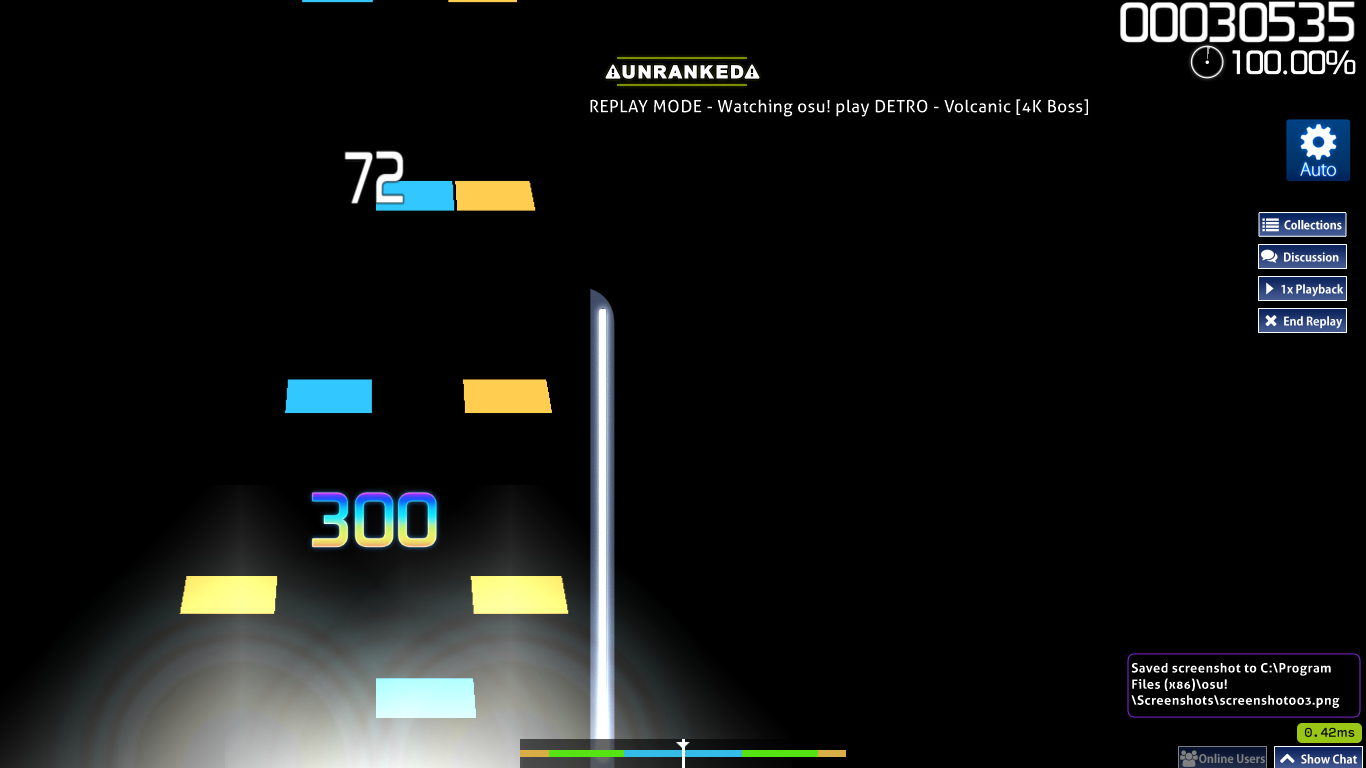 00030535
100.00%
UNRANKED
REPLAY MODE - Watching osu! play DETRO - Volcanic [4K Boss]
Auto
72
Collections
Discussion
1x Playback
End Replay
300
Saved screenshot to C:\Program
Files (x86)\osu!
\Screenshots\screenshot003.png
0.42ms
Online Users
Show Chat